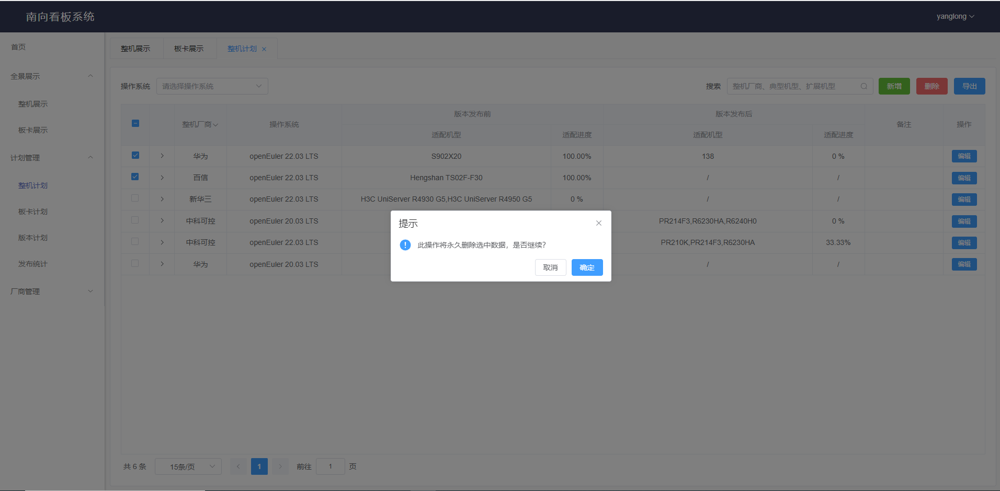 南向看板系统
yanglong
首页
全景展示
整机展示
板卡展示
计划管理
整机计划
板卡计划
版本计划
发布统计
厂商管理
整机展示 板卡展示 整机计划
操作系统 请选择操作系统 搜索 整机厂商、典型机型、扩展机型 新增 删除 导出
整机厂商 操作系统 版本发布前 版本发布后 备注 操作
适配机型 适配进度 适配机型 适配进度
华为 openEuler 22.03 LTS S902X20 100.00% 138 0 % 编辑
百信 openEuler 22.03 LTS Hengshan TS02F-F30 100.00% / / 编辑
新华三 openEuler 22.03 LTS H3C UniServer R4930 G5,H3C UniServer R4950 G5 0 % / / 编辑
中科可控 openEuler 20.03 LTS PR214F3,R6230HA,R6240H0 0 % 编辑
中科可控 openEuler 22.03 LTS PR210K,PR214F3,R6230HA 33.33% 编辑
华为 openEuler 20.03 LTS / / 编辑
提示
此操作将永久删除选中数据，是否继续?
取消 确定
共 6 条 15条/页 1 前往 1 页